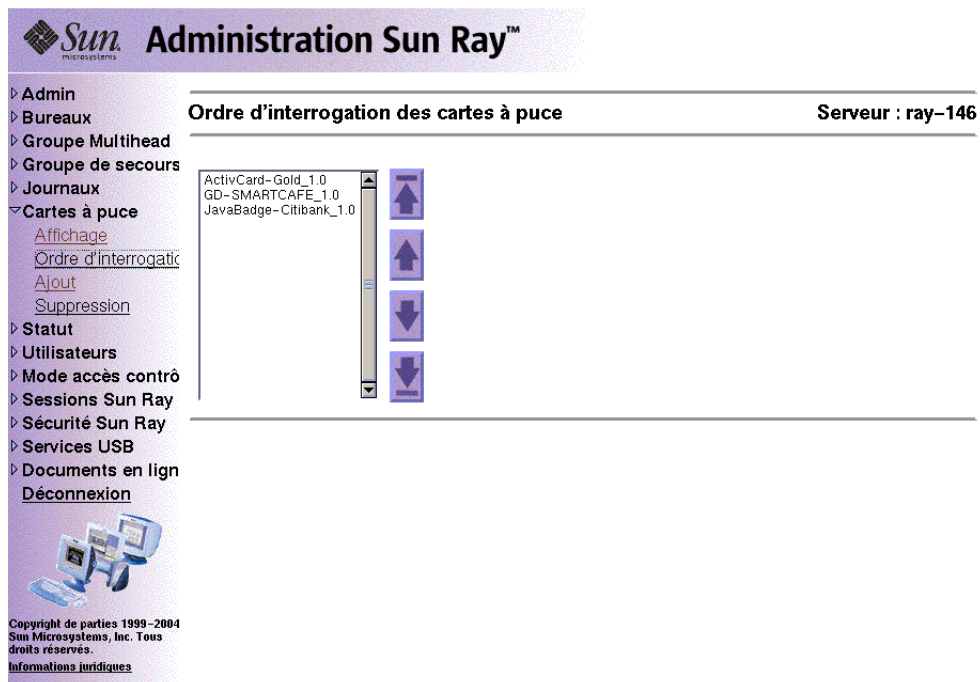 Sun
microsystems
Administration Sun Ray™
Admin
Bureaux
Groupe Multihead
Groupe de secours
Journaux
Cartes à puce
Affichage
Ordre d'interrogatio
Ajout
Suppression
Statut
Utilisateurs
Mode accès contrô
Sessions Sun Ray
Sécurité Sun Ray
Services USB
Documents en lign
Déconnexion
Copyright de parties 1999-2004
Sun Microsystems, Inc. Tous
droits réservés.
Informations juridiques
Ordre d'interrogation des cartes à puce
Serveur : ray-146
ActivCard-Gold_1.0
GD-SMARTCAFE_1.0
JavaBadge-Citibank_1.0